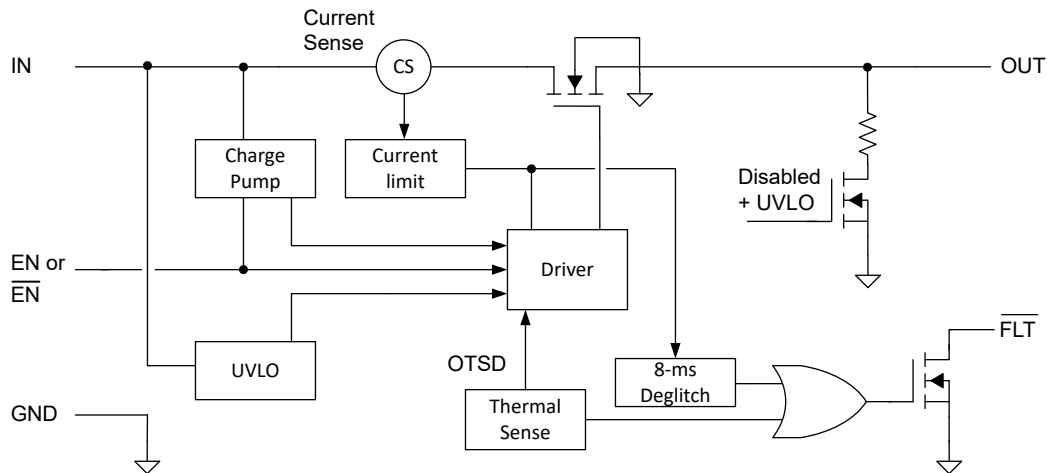 Current
Sense
IN
CS
OUT
Charge
Pump
Current
limit
Disabled
+ UVLO
EN or
EN
Driver
FLT
UVLO
OTSD
8-ms
Deglitch
GND
Thermal
Sense